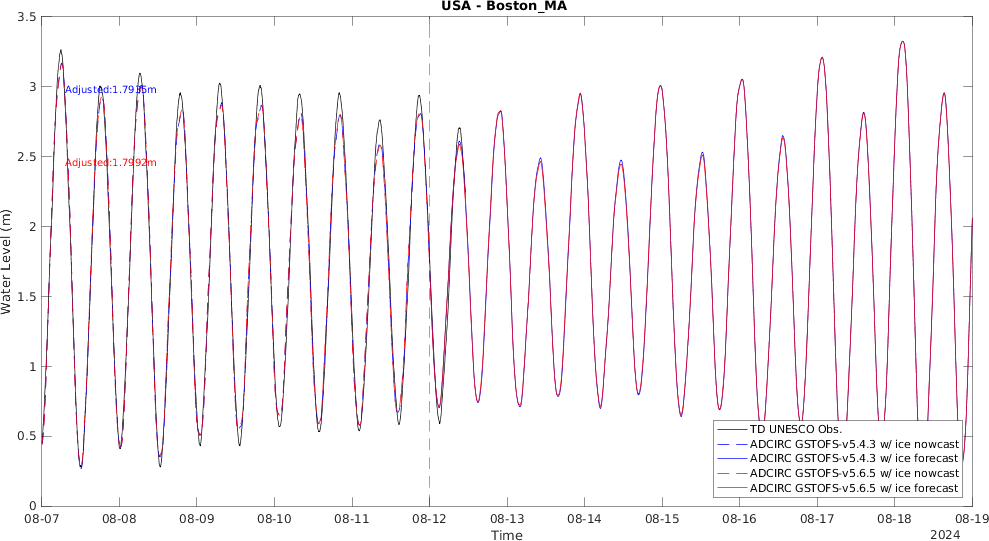 USA - Boston_MA
3.5
3
2.5
2
1.5
1
0.5
0
Water Level (m)
Adjusted:1.7935m
Adjusted:1.7992m
TD UNESCO Obs.
ADCIRC GSTOFS-v5.4.3 w/ ice nowcast
ADCIRC GSTOFS-v5.4.3 w/ ice forecast
ADCIRC GSTOFS-v5.6.5 w/ ice nowcast
ADCIRC GSTOFS-v5.6.5 w/ ice forecast
08-07 08-08 08-09 08-10 08-11 08-12 08-13 08-14 08-15 08-16 08-17 08-18 08-19
Time
2024